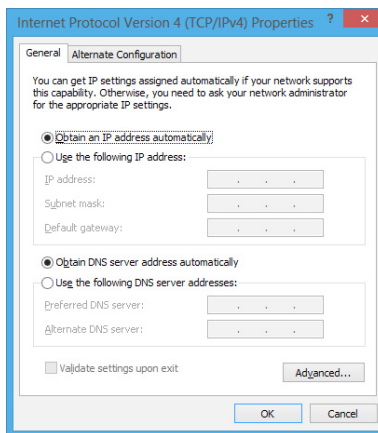 Internet Protocol Version 4 (TCP/IPv4) Properties ? ×
General Alternate Configuration
You can get IP settings assigned automatically if your network supports
this capability. Otherwise, you need to ask your network administrator
for the appropriate IP settings.
Obtain an IP address automatically
Use the following IP address:
IP address: . . .
Subnet mask: . . .
Default gateway: . . .
Obtain DNS server address automatically
Use the following DNS server addresses:
Preferred DNS server: . . .
Alternate DNS server: . . .
Validate settings upon exit
Advanced...
OK Cancel